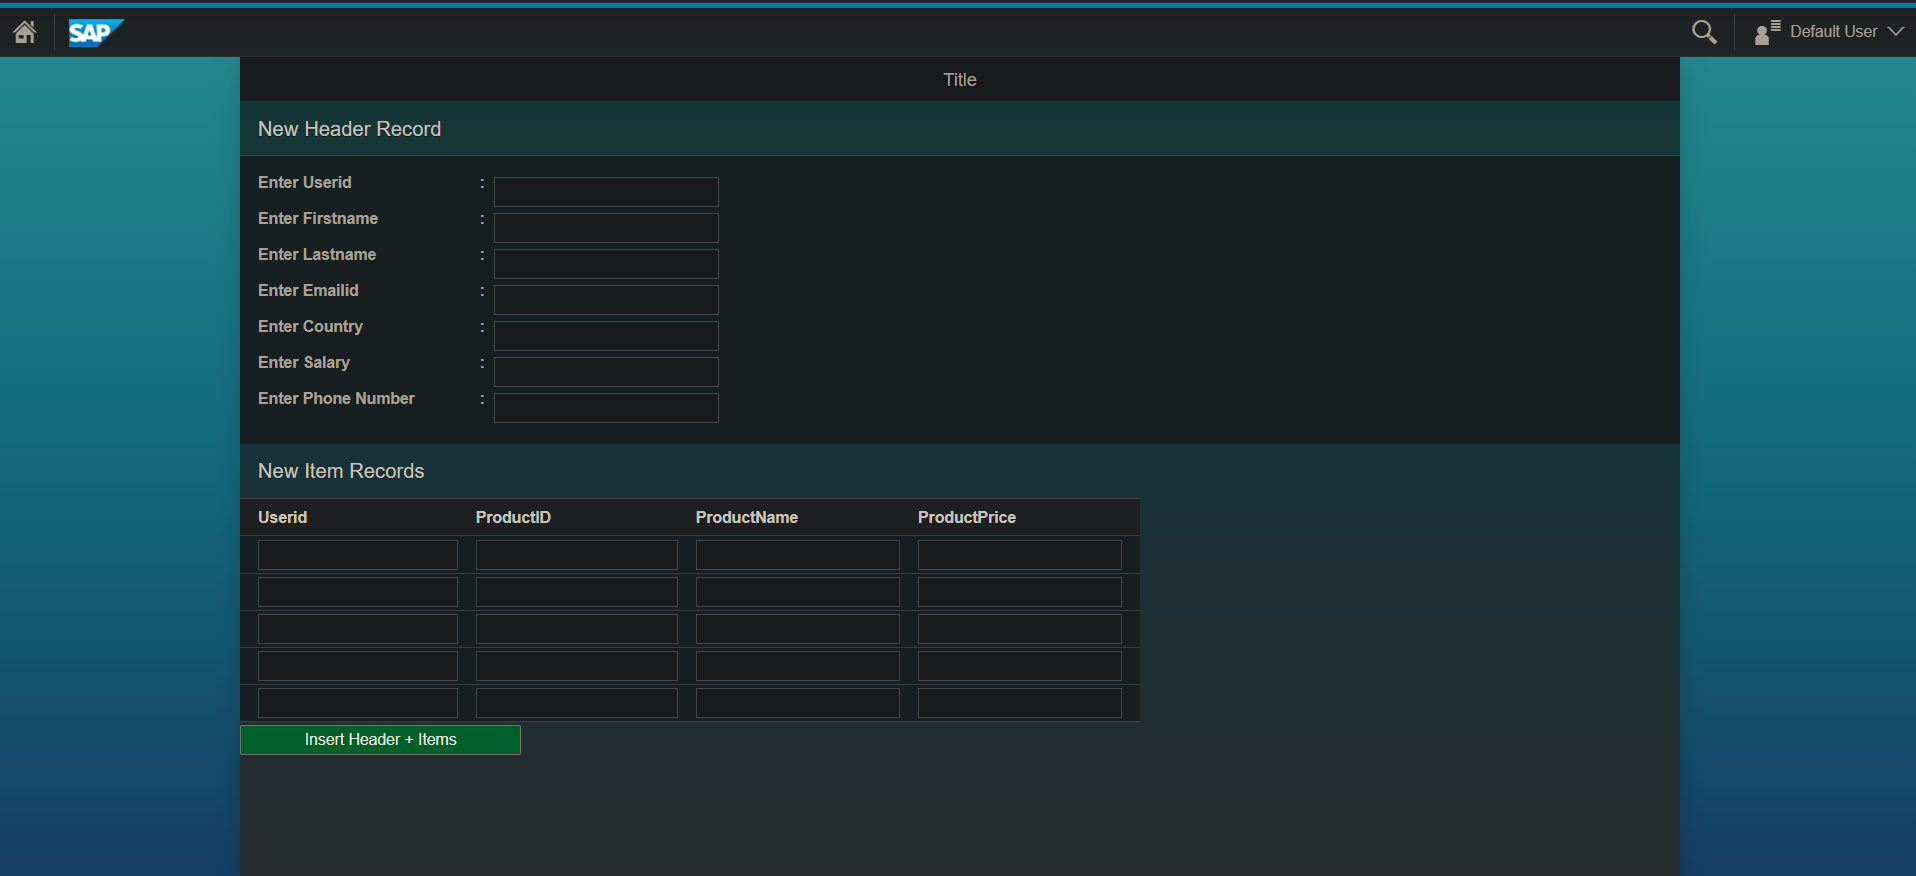 SAP
Default User
Title
New Header Record
Enter Userid :
Enter Firstname :
Enter Lastname :
Enter Emailid :
Enter Country :
Enter Salary :
Enter Phone Number :
New Item Records
Userid ProductID ProductName ProductPrice
Insert Header + Items